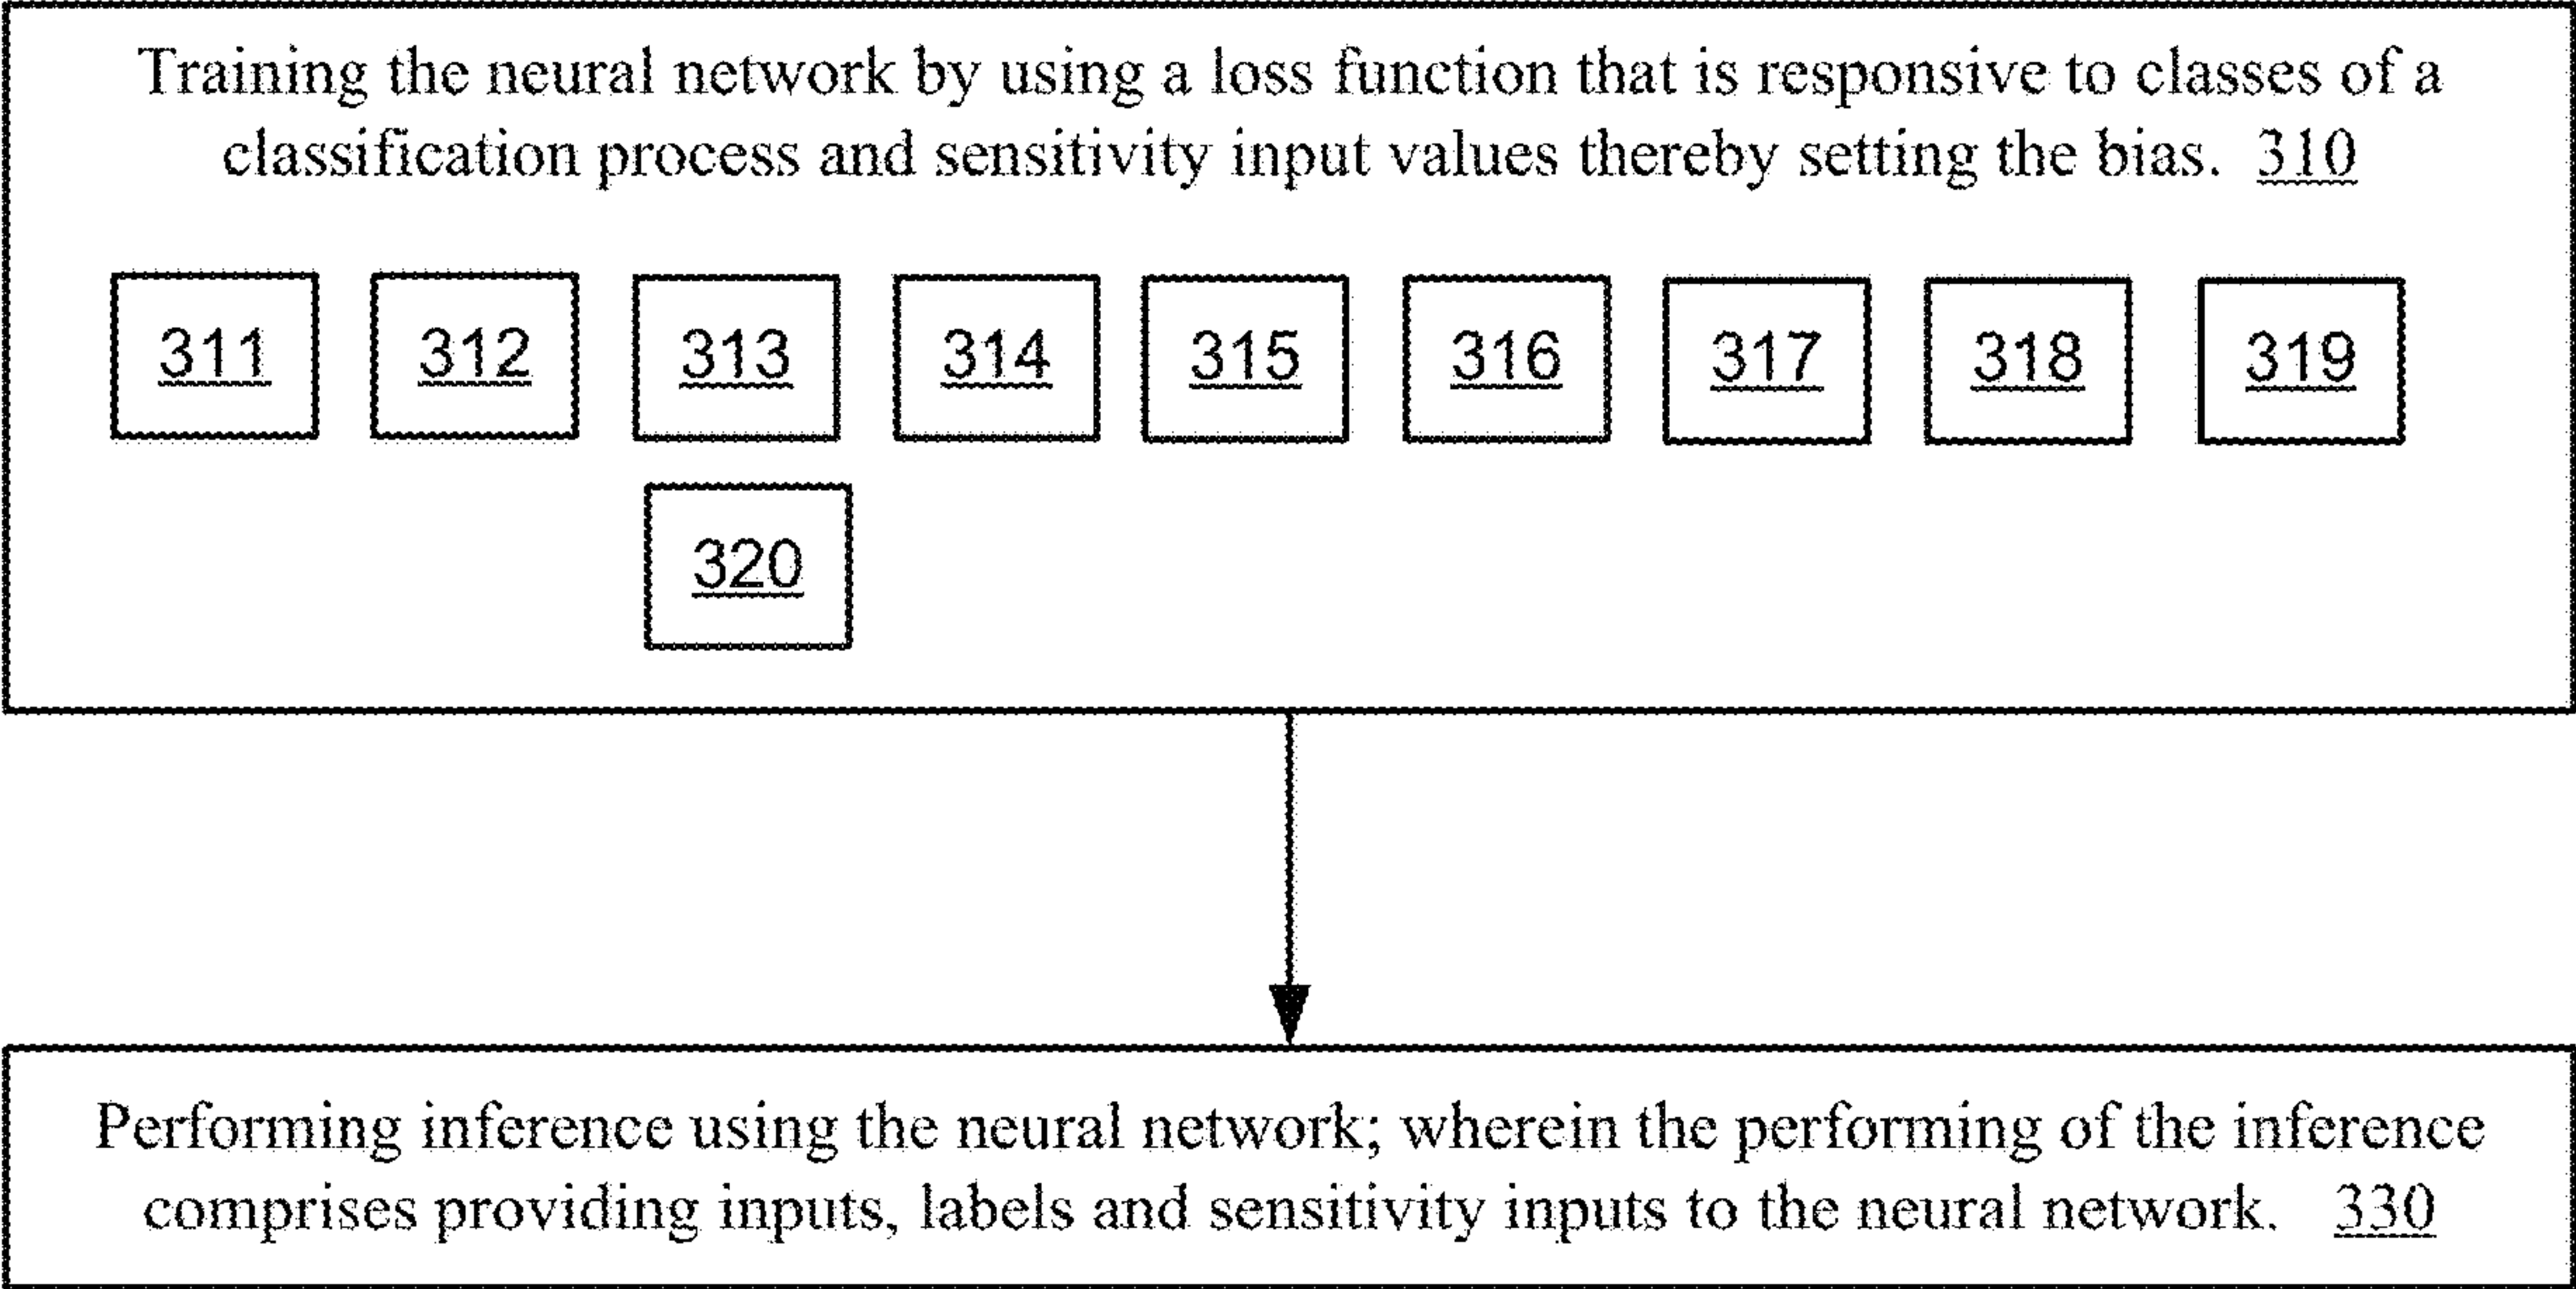 Training the neural network by using a loss function that is responsive to classes of a
classification process and sensitivity input values thereby setting the bias. 310
311 312 313 314 315 316 317 318 319
320
Performing inference using the neural network; wherein the performing of the inference
comprises providing inputs, labels and sensitivity inputs to the neural network. 330